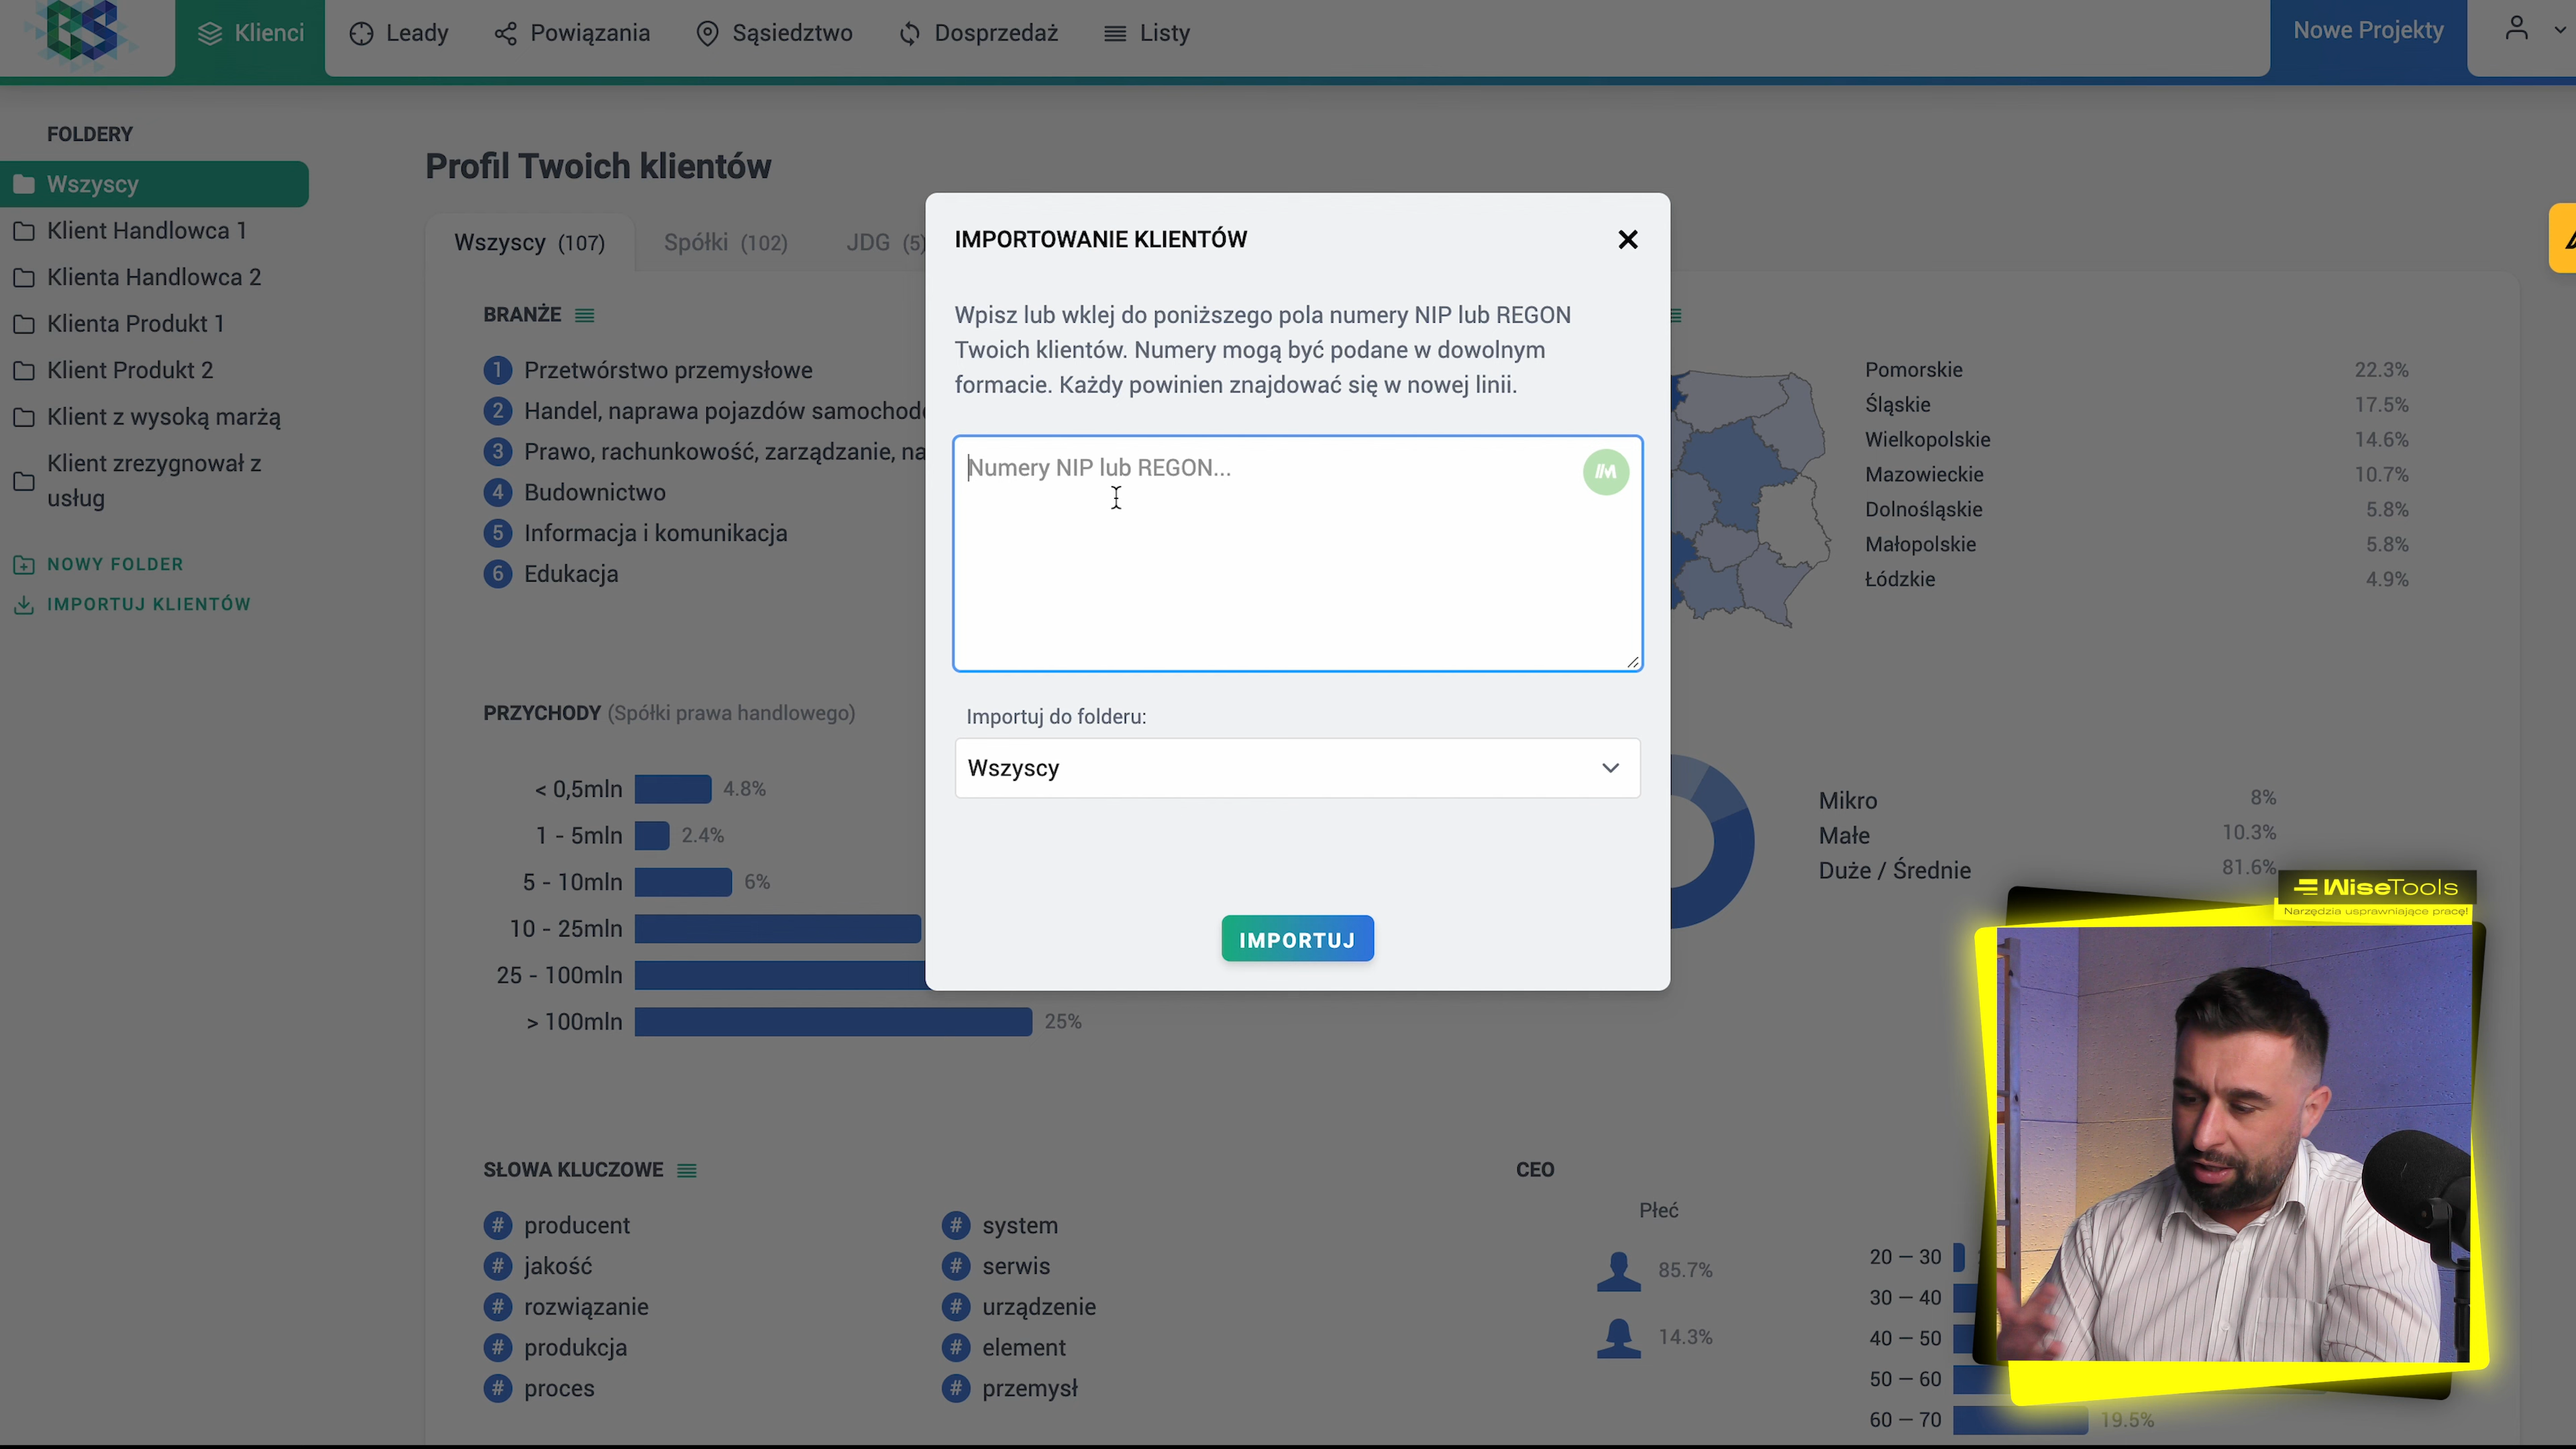 Klienci
Leady
Powiązania
Sąsiedztwo
Dosprzedaż
Listy
Nowe Projekty
FOLDERY
Wszyscy
Klient Handlowca 1
Klienta Handlowca 2
Klienta Produkt 1
Klient Produkt 2
Klient z wysoką marżą
Klient zrezygnował z
usług
NOWY FOLDER
IMPORTUJ KLIENTÓW
Profil Twoich klientów
Wszyscy (107)
Spółki (102)
JDG (5)
BRANŻE
1 Przetwórstwo przemysłowe
2 Handel, naprawa pojazdów
3 Prawo, rachunkowość, zarządzanie,
4 Budownictwo
5 Informacja i komunikacja
6 Edukacja
IMPORTOWANIE KLIENTÓW
Wpisz lub wklej do poniższego pola numery NIP lub REGON
Twoich klientów. Numery mogą być podane w dowolnym
formacie. Każdy powinien znajdować się w nowej linii.
Numery NIP lub REGON...
Importuj do folderu:
Wszyscy
IMPORTUJ
Pomorskie 22.3%
Śląskie 17.5%
Wielkopolskie 14.6%
Mazowieckie 10.7%
Dolnośląskie 5.8%
Małopolskie 5.8%
Łódzkie 4.9%
PRZYCHODY (Spółki prawa handlowego)
< 0,5mln 4.8%
1 - 5mln 2.4%
5 - 10mln 6%
10 - 25mln
25 - 100mln
> 100mln 25%
Mikro 8%
Małe 10.3%
Duże / Średnie 81.6%
WiseTools
Narzędzia usprawniające pracę!
SŁOWA KLUCZOWE
# producent
# jakość
# rozwiązanie
# produkcja
# proces
# system
# serwis
# urządzenie
# element
# przemysł
CEO
Płeć
85.7%
14.3%
20 — 30
30 — 40
40 — 50
50 — 60
60 — 70 19.5%